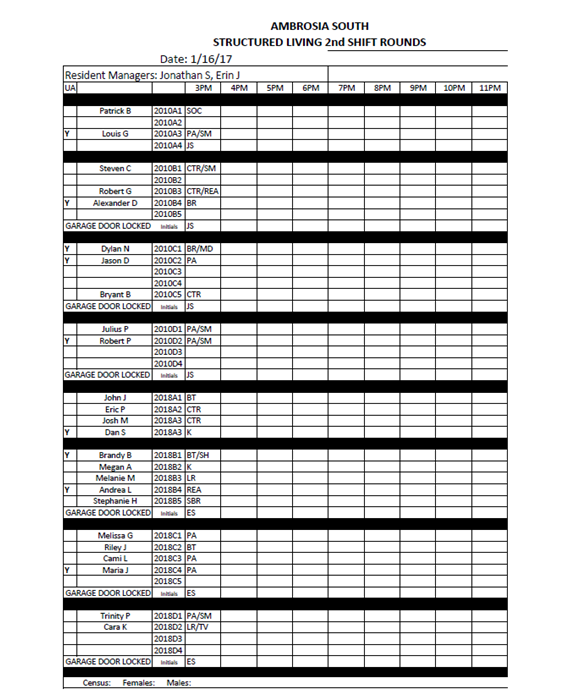 AMBROSIA SOUTH
STRUCTURED LIVING 2nd SHIFT ROUNDS
Date: 1/16/17
Resident Managers: Jonathan S, Erin J
UA 3PM 4PM 5PM 6PM 7PM 8PM 9PM 10PM 11PM
Patrick B 2010A1 SOC
2010A2
Y Louis G 2010A3 PA/SM
2010A4 JS
Steven C 2010B1 CTR/SM
2010B2
Robert G 2010B3 CTR/REA
Y Alexander D 2010B4 BR
2010B5
GARAGE DOOR LOCKED Initials JS
Y Dylan N 2010C1 BR/MD
Y Jason D 2010C2 PA
2010C3
2010C4
Bryant B 2010C5 CTR
GARAGE DOOR LOCKED Initials JS
Julius P 2010D1 PA/SM
Y Robert P 2010D2 PA/SM
2010D3
2010D4
GARAGE DOOR LOCKED Initials JS
John J 2018A1 BT
Eric P 2018A2 CTR
Josh M 2018A3 CTR
Y Dan S 2018A3 K
Y Brandy B 2018B1 BT/SH
Megan A 2018B2 K
Melanie M 2018B3 LR
Y Andrea L 2018B4 REA
Stephanie H 2018B5 SBR
GARAGE DOOR LOCKED Initials ES
Melissa G 2018C1 PA
Riley J 2018C2 BT
Cami L 2018C3 PA
Y Maria J 2018C4 PA
2018C5
GARAGE DOOR LOCKED Initials ES
Trinity P 2018D1 PA/SM
Cara K 2018D2 LR/TV
2018D3
2018D4
GARAGE DOOR LOCKED Initials ES
Census: Females: Males: